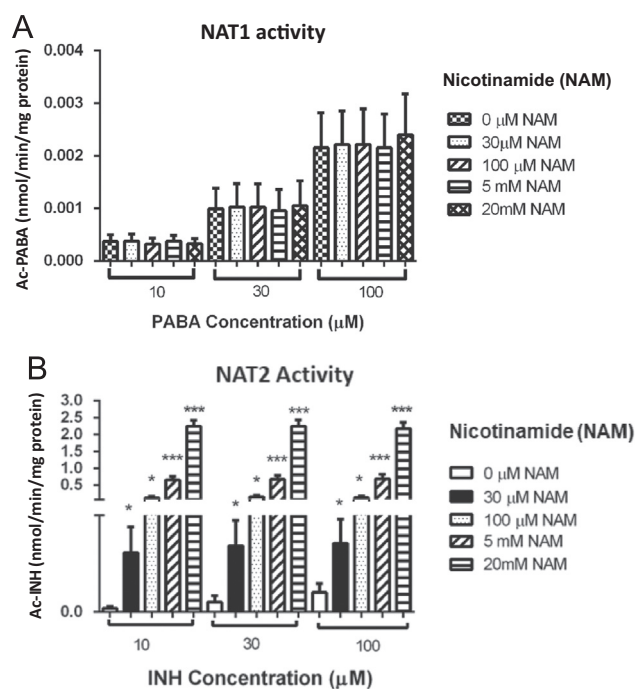 A
NAT1 activity
Ac-PABA (nmol/min/mg protein)
0.004
0.003
0.002
0.001
0.000
10
30
100
PABA Concentration (µM)
Nicotinamide (NAM)
0 µM NAM
30µM NAM
100 µM NAM
5 mM NAM
20mM NAM
B
NAT2 Activity
Ac-INH (nmol/min/mg protein)
3.0
2.5
2.0
1.5
1.0
0.5
0.0
* * *** ***
* * *** ***
* * *** ***
10
30
100
INH Concentration (µM)
Nicotinamide (NAM)
0 µM NAM
30 µM NAM
100 µM NAM
5 mM NAM
20mM NAM